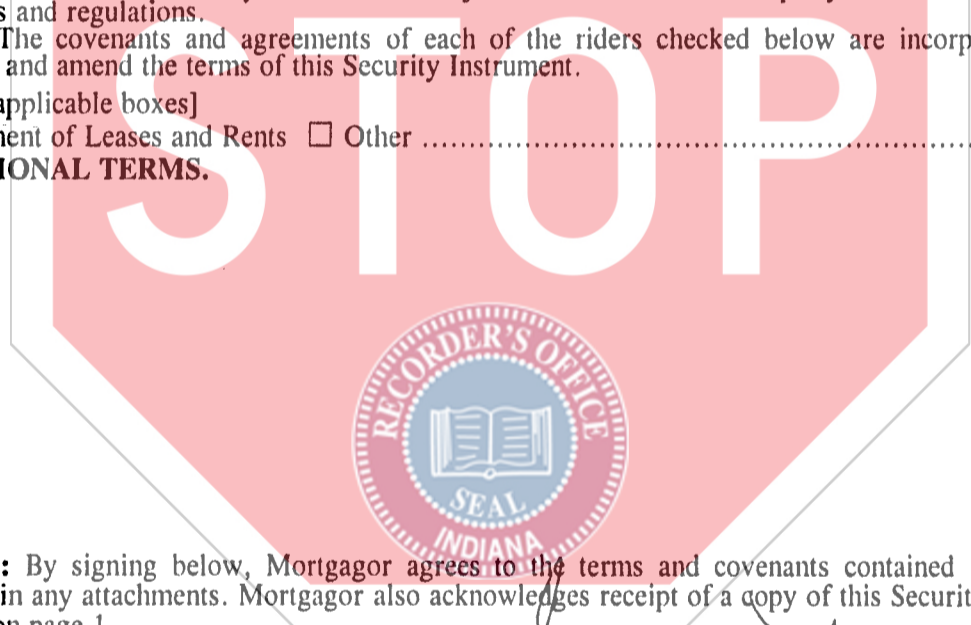 s and regulations.
The covenants and agreements of each of the riders checked below are incorp
and amend the terms of this Security Instrument.
applicable boxes]
nent of Leases and Rents ☐ Other ........................................................................
IONAL TERMS.
STOP
RECORDER'S OFFICE
SEAL
INDIANA
: By signing below, Mortgagor agrees to the terms and covenants contained
in any attachments. Mortgagor also acknowledges receipt of a copy of this Securit
on page 1